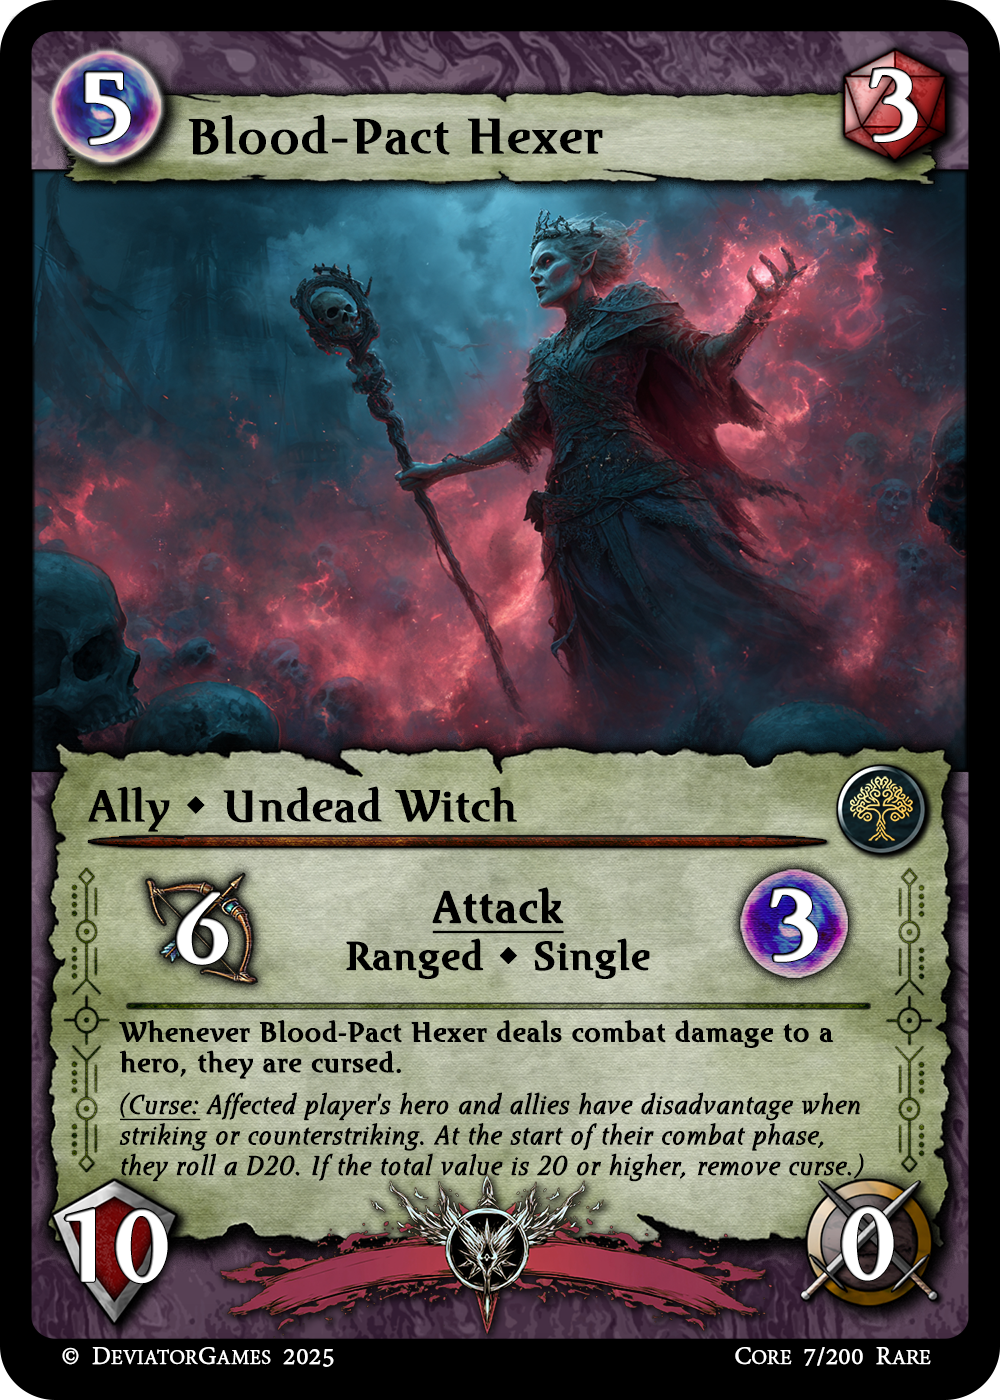 5
3
Blood-Pact Hexer
Ally ◆ Undead Witch
6
Attack
3
Ranged ◆ Single
Whenever Blood-Pact Hexer deals combat damage to a
hero, they are cursed.
(Curse: Affected player's hero and allies have disadvantage when
striking or counterstriking. At the start of their combat phase,
they roll a D20. If the total value is 20 or higher, remove curse.)
10
0
© DeviatorGames 2025
Core 7/200 Rare